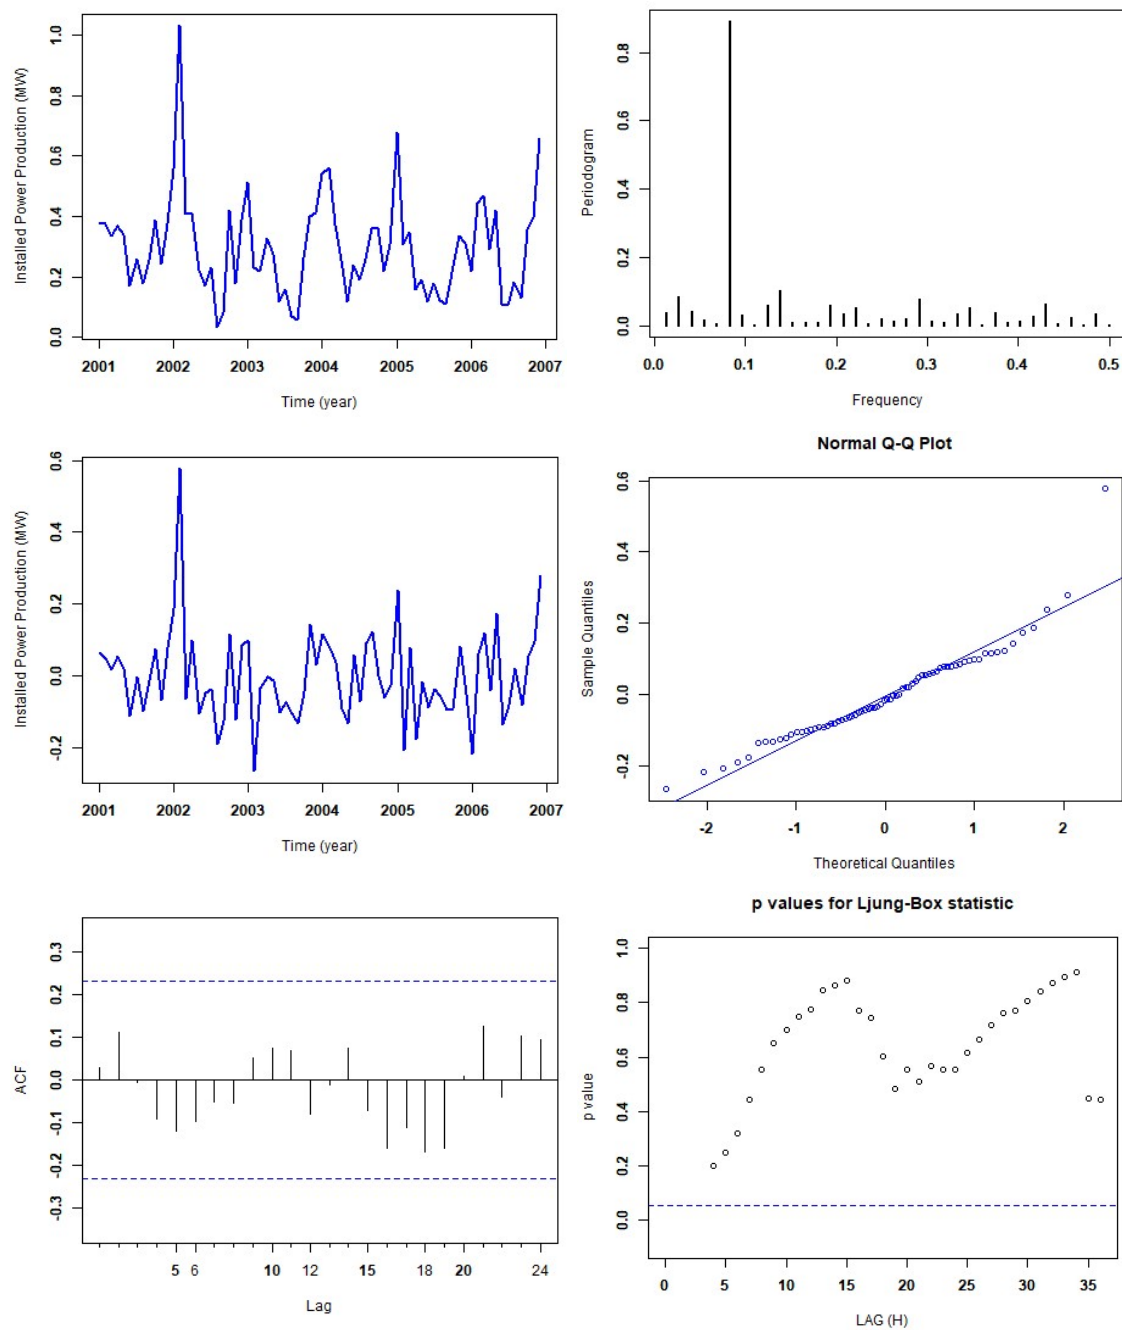 Installed Power Production (MW)
1.0
0.8
0.6
0.4
0.2
0.0
2001 2002 2003 2004 2005 2006 2007
Time (year)
Periodogram
0.8
0.6
0.4
0.2
0.0
0.0 0.1 0.2 0.3 0.4 0.5
Frequency
Installed Power Production (MW)
0.6
0.4
0.2
0.0
-0.2
2001 2002 2003 2004 2005 2006 2007
Time (year)
Normal Q-Q Plot
Sample Quantiles
0.6
0.4
0.2
0.0
-0.2
-2 -1 0 1 2
Theoretical Quantiles
ACF
0.3
0.2
0.1
0.0
-0.1
-0.2
-0.3
5 6 10 12 15 18 20 24
Lag
p values for Ljung-Box statistic
p value
1.0
0.8
0.6
0.4
0.2
0.0
0 5 10 15 20 25 30 35
LAG (H)